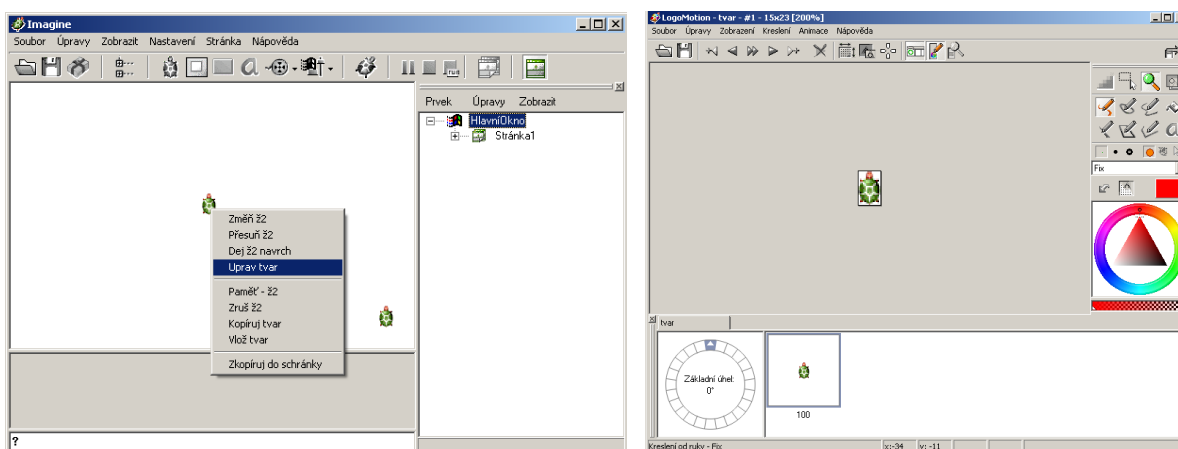 Imagine
Soubor Úpravy Zobrazit Nastavení Stránka Nápověda
Prvek Úpravy Zobrazit
HlavníOkno
Stránka1
Změň ž2
Přesuň ž2
Dej ž2 navrch
Uprav tvar
Paměť - ž2
Zruš ž2
Kopíruj tvar
Vlož tvar
Zkopíruj do schránky
?
LogoMotion - tvar - #1 - 15x23 [200%]
Soubor Úpravy Zobrazení Kreslení Animace Nápověda
Fix
tvar
Základní úhel:
0°
100
Kreslení od ruky - Fix x:-34 y: -11